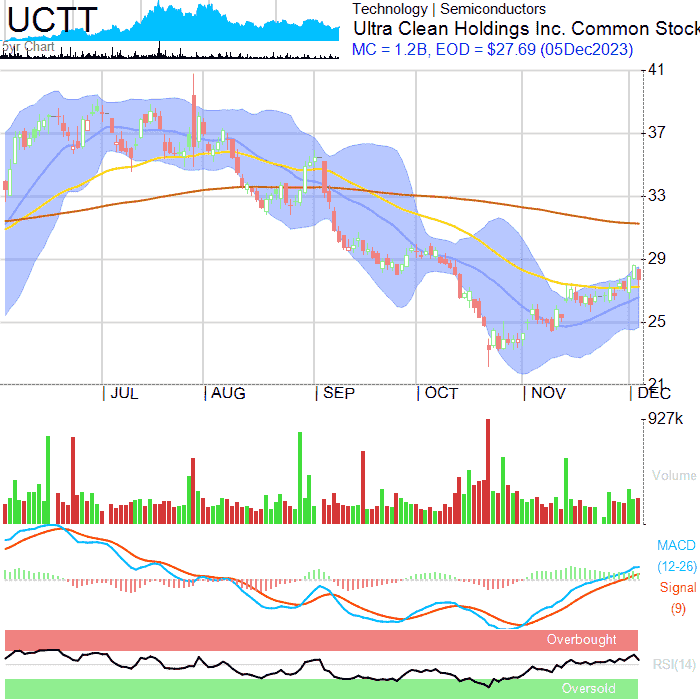 UCTT
5yr Chart
Technology | Semiconductors
Ultra Clean Holdings Inc. Common Stock
MC = 1.2B, EOD = $27.69 (05Dec2023)
41
37
33
29
25
21
JUL
AUG
SEP
OCT
NOV
DEC
927k
Volume
MACD
(12-26)
Signal
(9)
Overbought
RSI(14)
Oversold